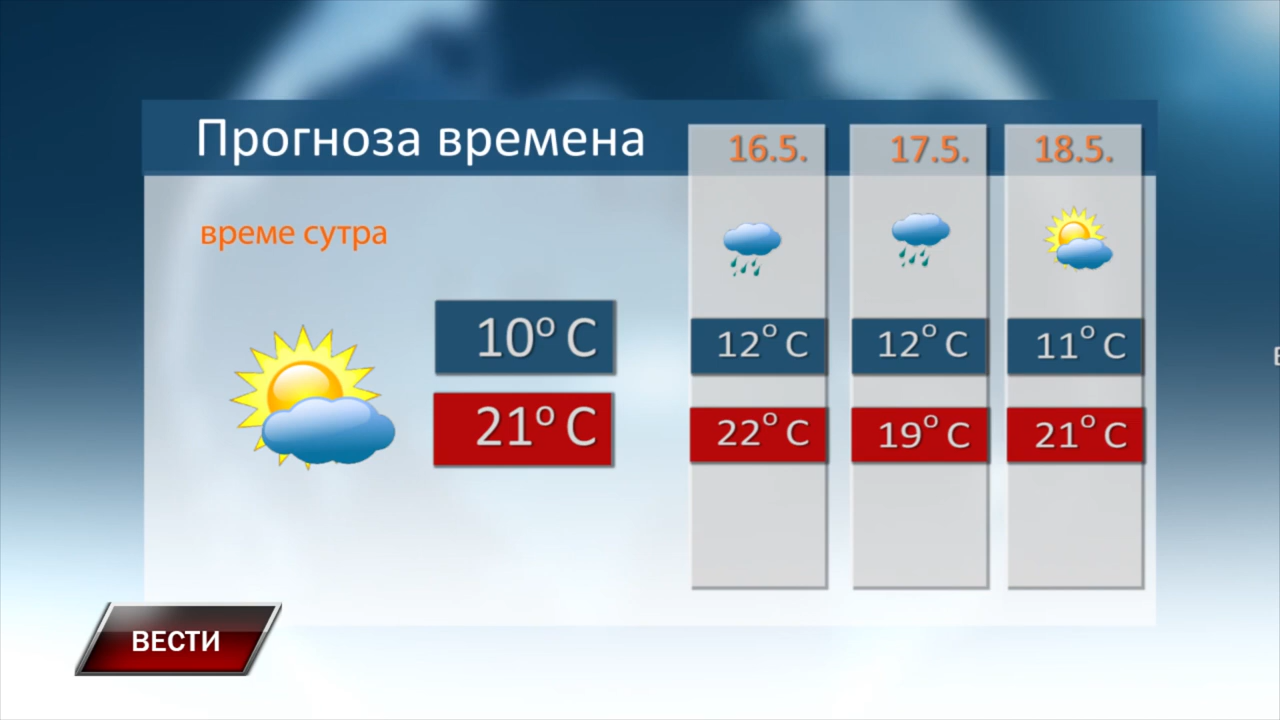 Прогноза времена
време сутра
10° C
21° C
16.5.
12° C
22° C
17.5.
12° C
19° C
18.5.
11° C
21° C
ВЕСТИ